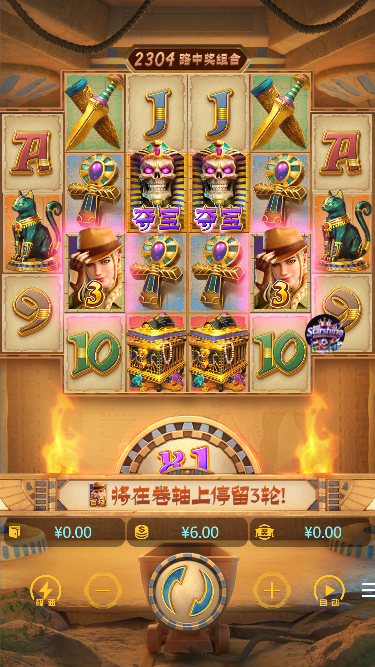 2304 路中奖组合
J J
A A
夺宝 夺宝
3 3
9 9
Starshine
10 10
x1
将在卷轴上停留3轮!
¥0.00 ¥6.00 ¥0.00
自动